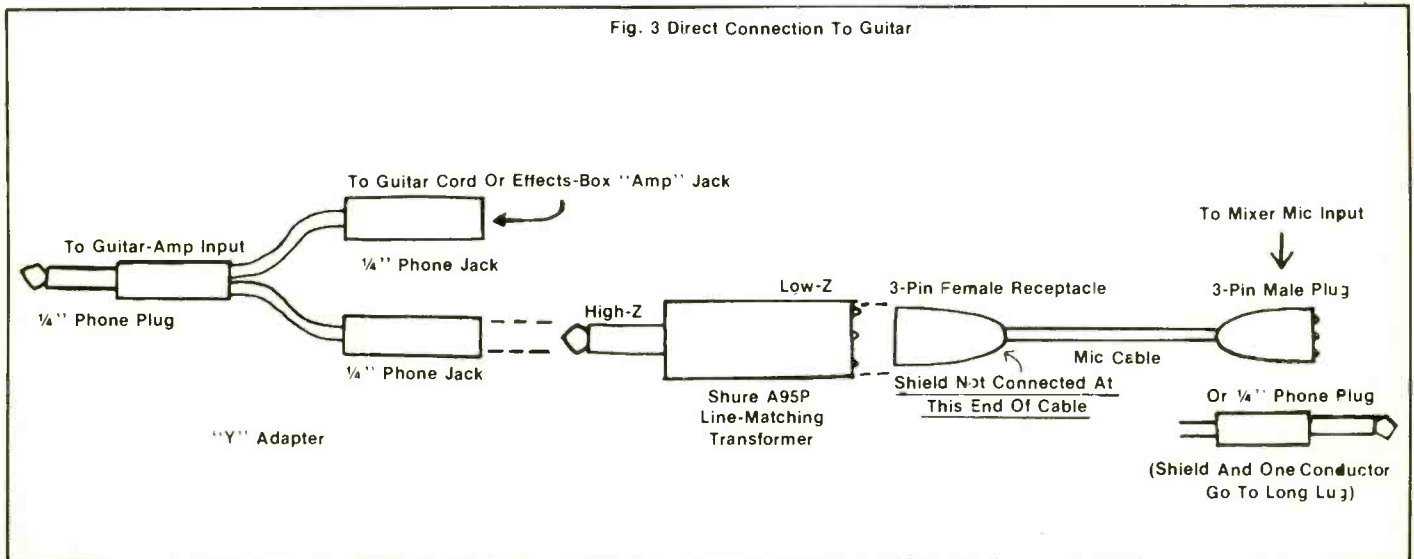 Fig. 3 Direct Connection To Guitar
To Guitar Cord Or Effects-Box "Amp" Jack
To Guitar-Amp Input
¼" Phone Jack
¼" Phone Plug
¼" Phone Jack
"Y" Adapter
High-Z
Low-Z
Shure A95P
Line-Matching
Transformer
3-Pin Female Receptacle
Mic Cable
Shield Not Connected At
This End Of Cable
To Mixer Mic Input
3-Pin Male Plug
Or ¼" Phone Plug
(Shield And One Conductor
Go To Long Lug)